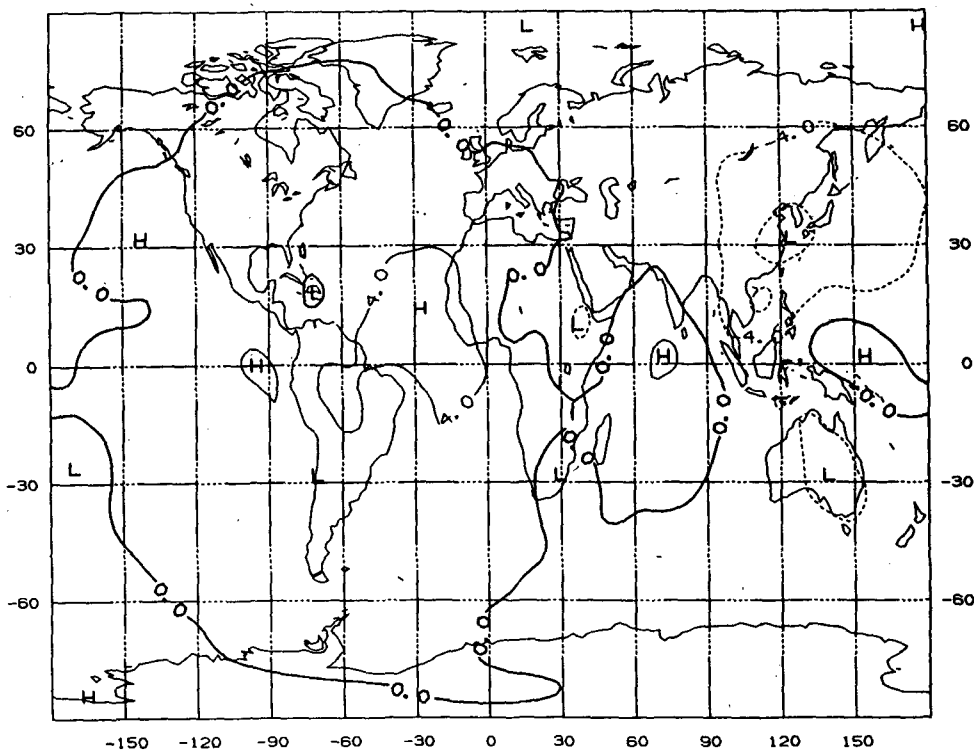 L H
0. 0.
60 0. 60
0. 4. 0
H L
30 30
0. 0. 4. 0 0. 0
L H L 4.
0 H 0. 0. H H 0
4. 0 0. 0. 0.
0. 0.
L L L L
-30 0. -30
0. 0.
-60 -60
0.
0.
H 0. 0.
-150 -120 -90 -60 -30 0 30 60 90 120 150